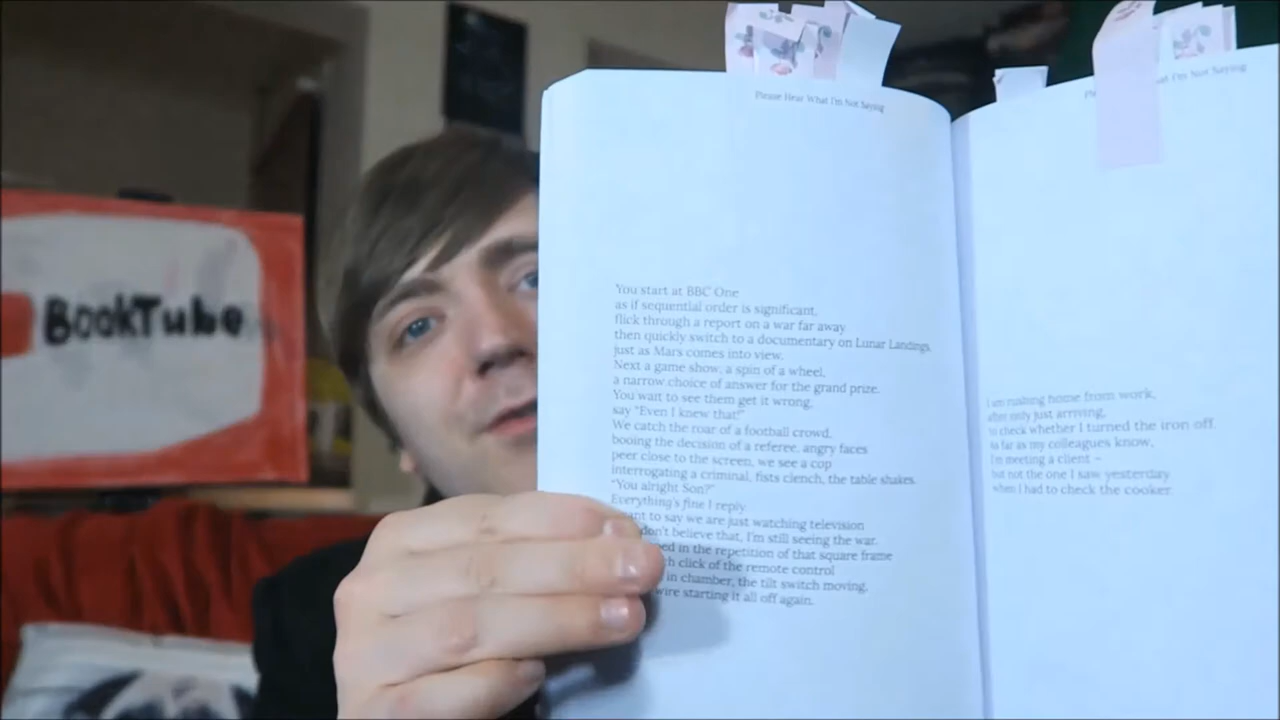 BookTube
Please Hear What I'm Not Saying
You start at BBC One
as if sequential order is significant,
flick through a report on a war far away
then quickly switch to a documentary on Lunar Landings,
just as Mars comes into view.
Next a game show; a spin of a wheel,
a narrow choice of answer for the grand prize.
You wait to see them get it wrong,
say "Even I knew that!"
We catch the roar of a football crowd,
booing the decision of a referee, angry faces
peer close to the screen, we see a cop
interrogating a criminal, fists clench, the table shakes.
"You alright Son?"
Everything's fine I reply.
to say we are just watching television
don't believe that, I'm still seeing the war.
in the repetition of that square frame
click of the remote control
in chamber, the tilt switch moving,
wire starting it all off again.
I'm Not Saying
I am rushing home from work,
after only just arriving,
to check whether I turned the iron off.
As far as my colleagues know,
I'm meeting a client –
but not the one I saw yesterday
when I had to check the cooker.